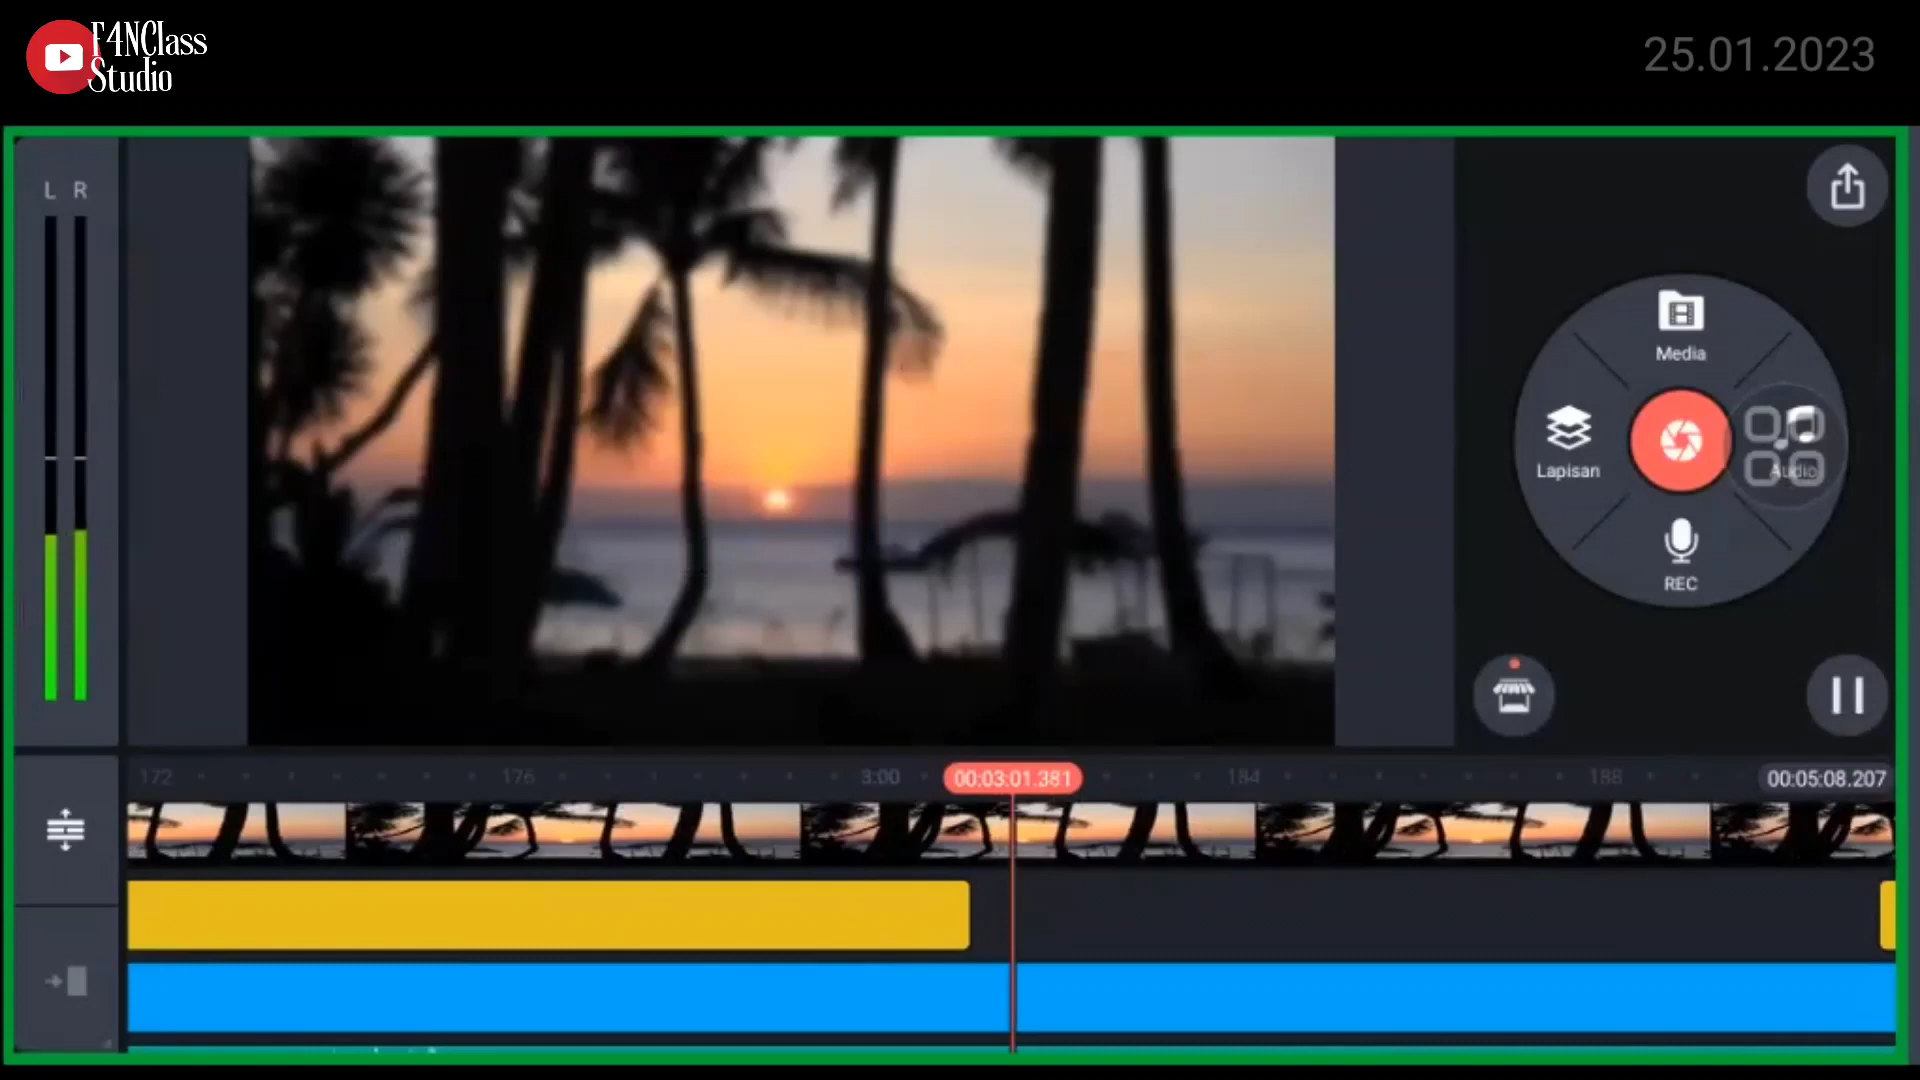 F4NClass
Studio
25.01.2023
L R
Media
Lapisan
Audio
REC
172
176
3:00
00:03:01.381
184
188
00:05:08.207